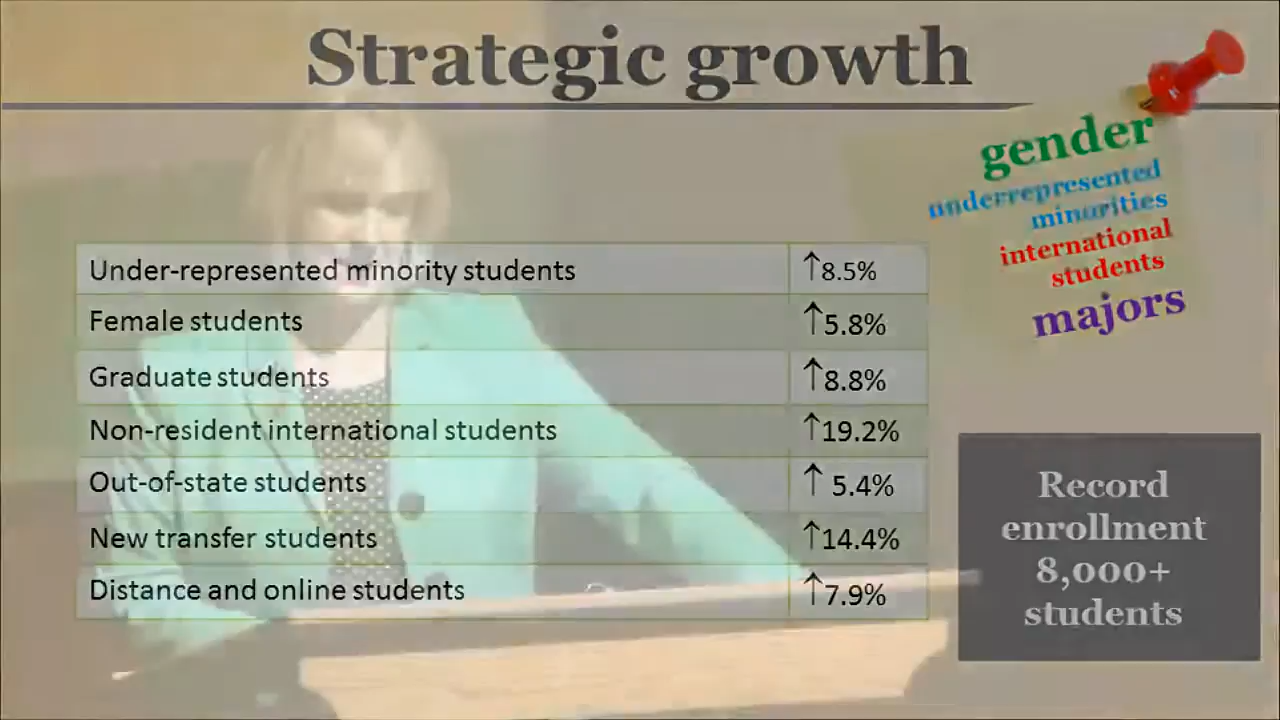 Strategic growth
gender
underrepresented
minorities
international
students
majors
Under-represented minority students ↑8.5%
Female students ↑5.8%
Graduate students ↑8.8%
Non-resident international students ↑19.2%
Out-of-state students ↑ 5.4%
New transfer students ↑14.4%
Distance and online students ↑7.9%
Record
enrollment
8,000+
students